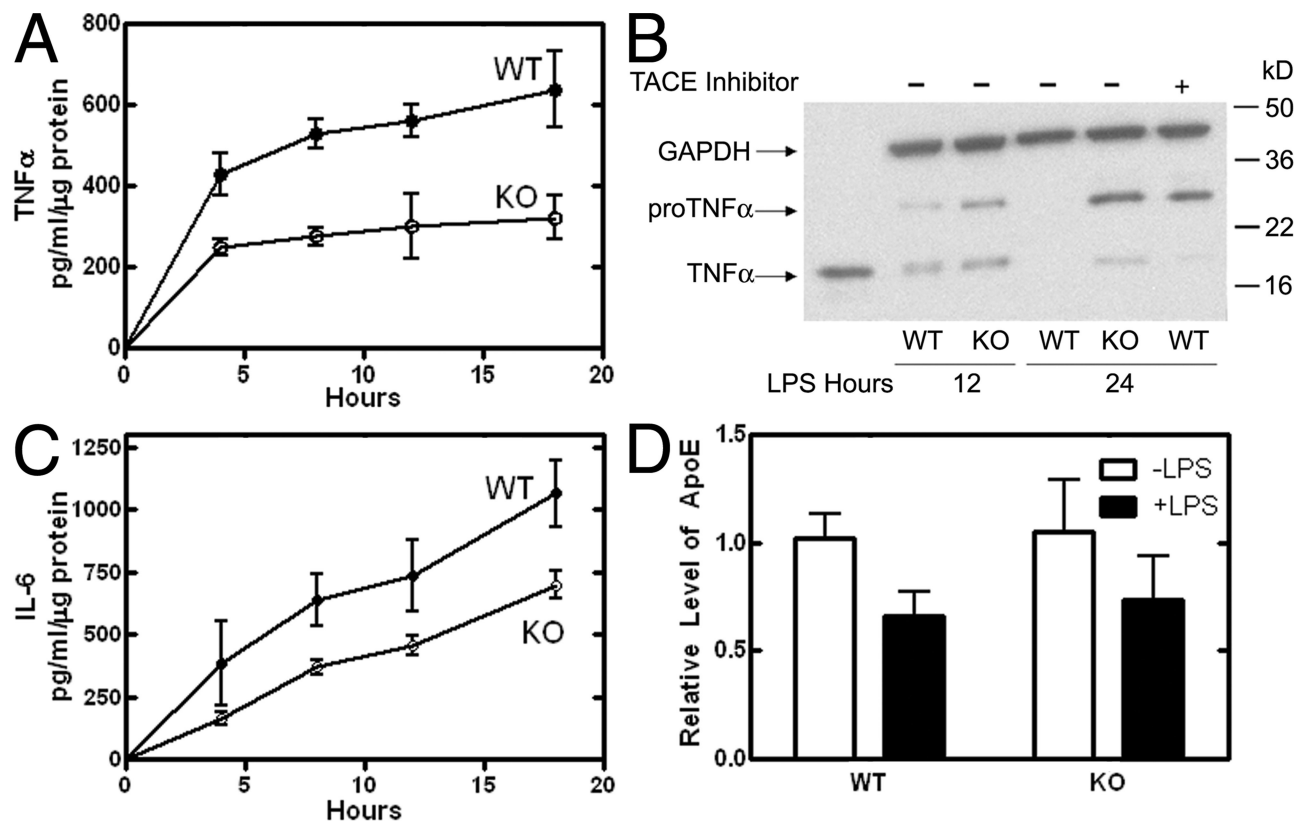 A
TNFα
pg/ml/µg protein
800
600
400
200
0
WT
KO
0 5 10 15 20
Hours
B
TACE Inhibitor − − − − +
kD
GAPDH
proTNFα
TNFα
50
36
22
16
WT KO WT KO WT
LPS Hours 12 24
C
IL-6
pg/ml/µg protein
1250
1000
750
500
250
0
WT
KO
0 5 10 15 20
Hours
D
Relative Level of ApoE
1.5
1.0
0.5
0.0
-LPS
+LPS
WT KO